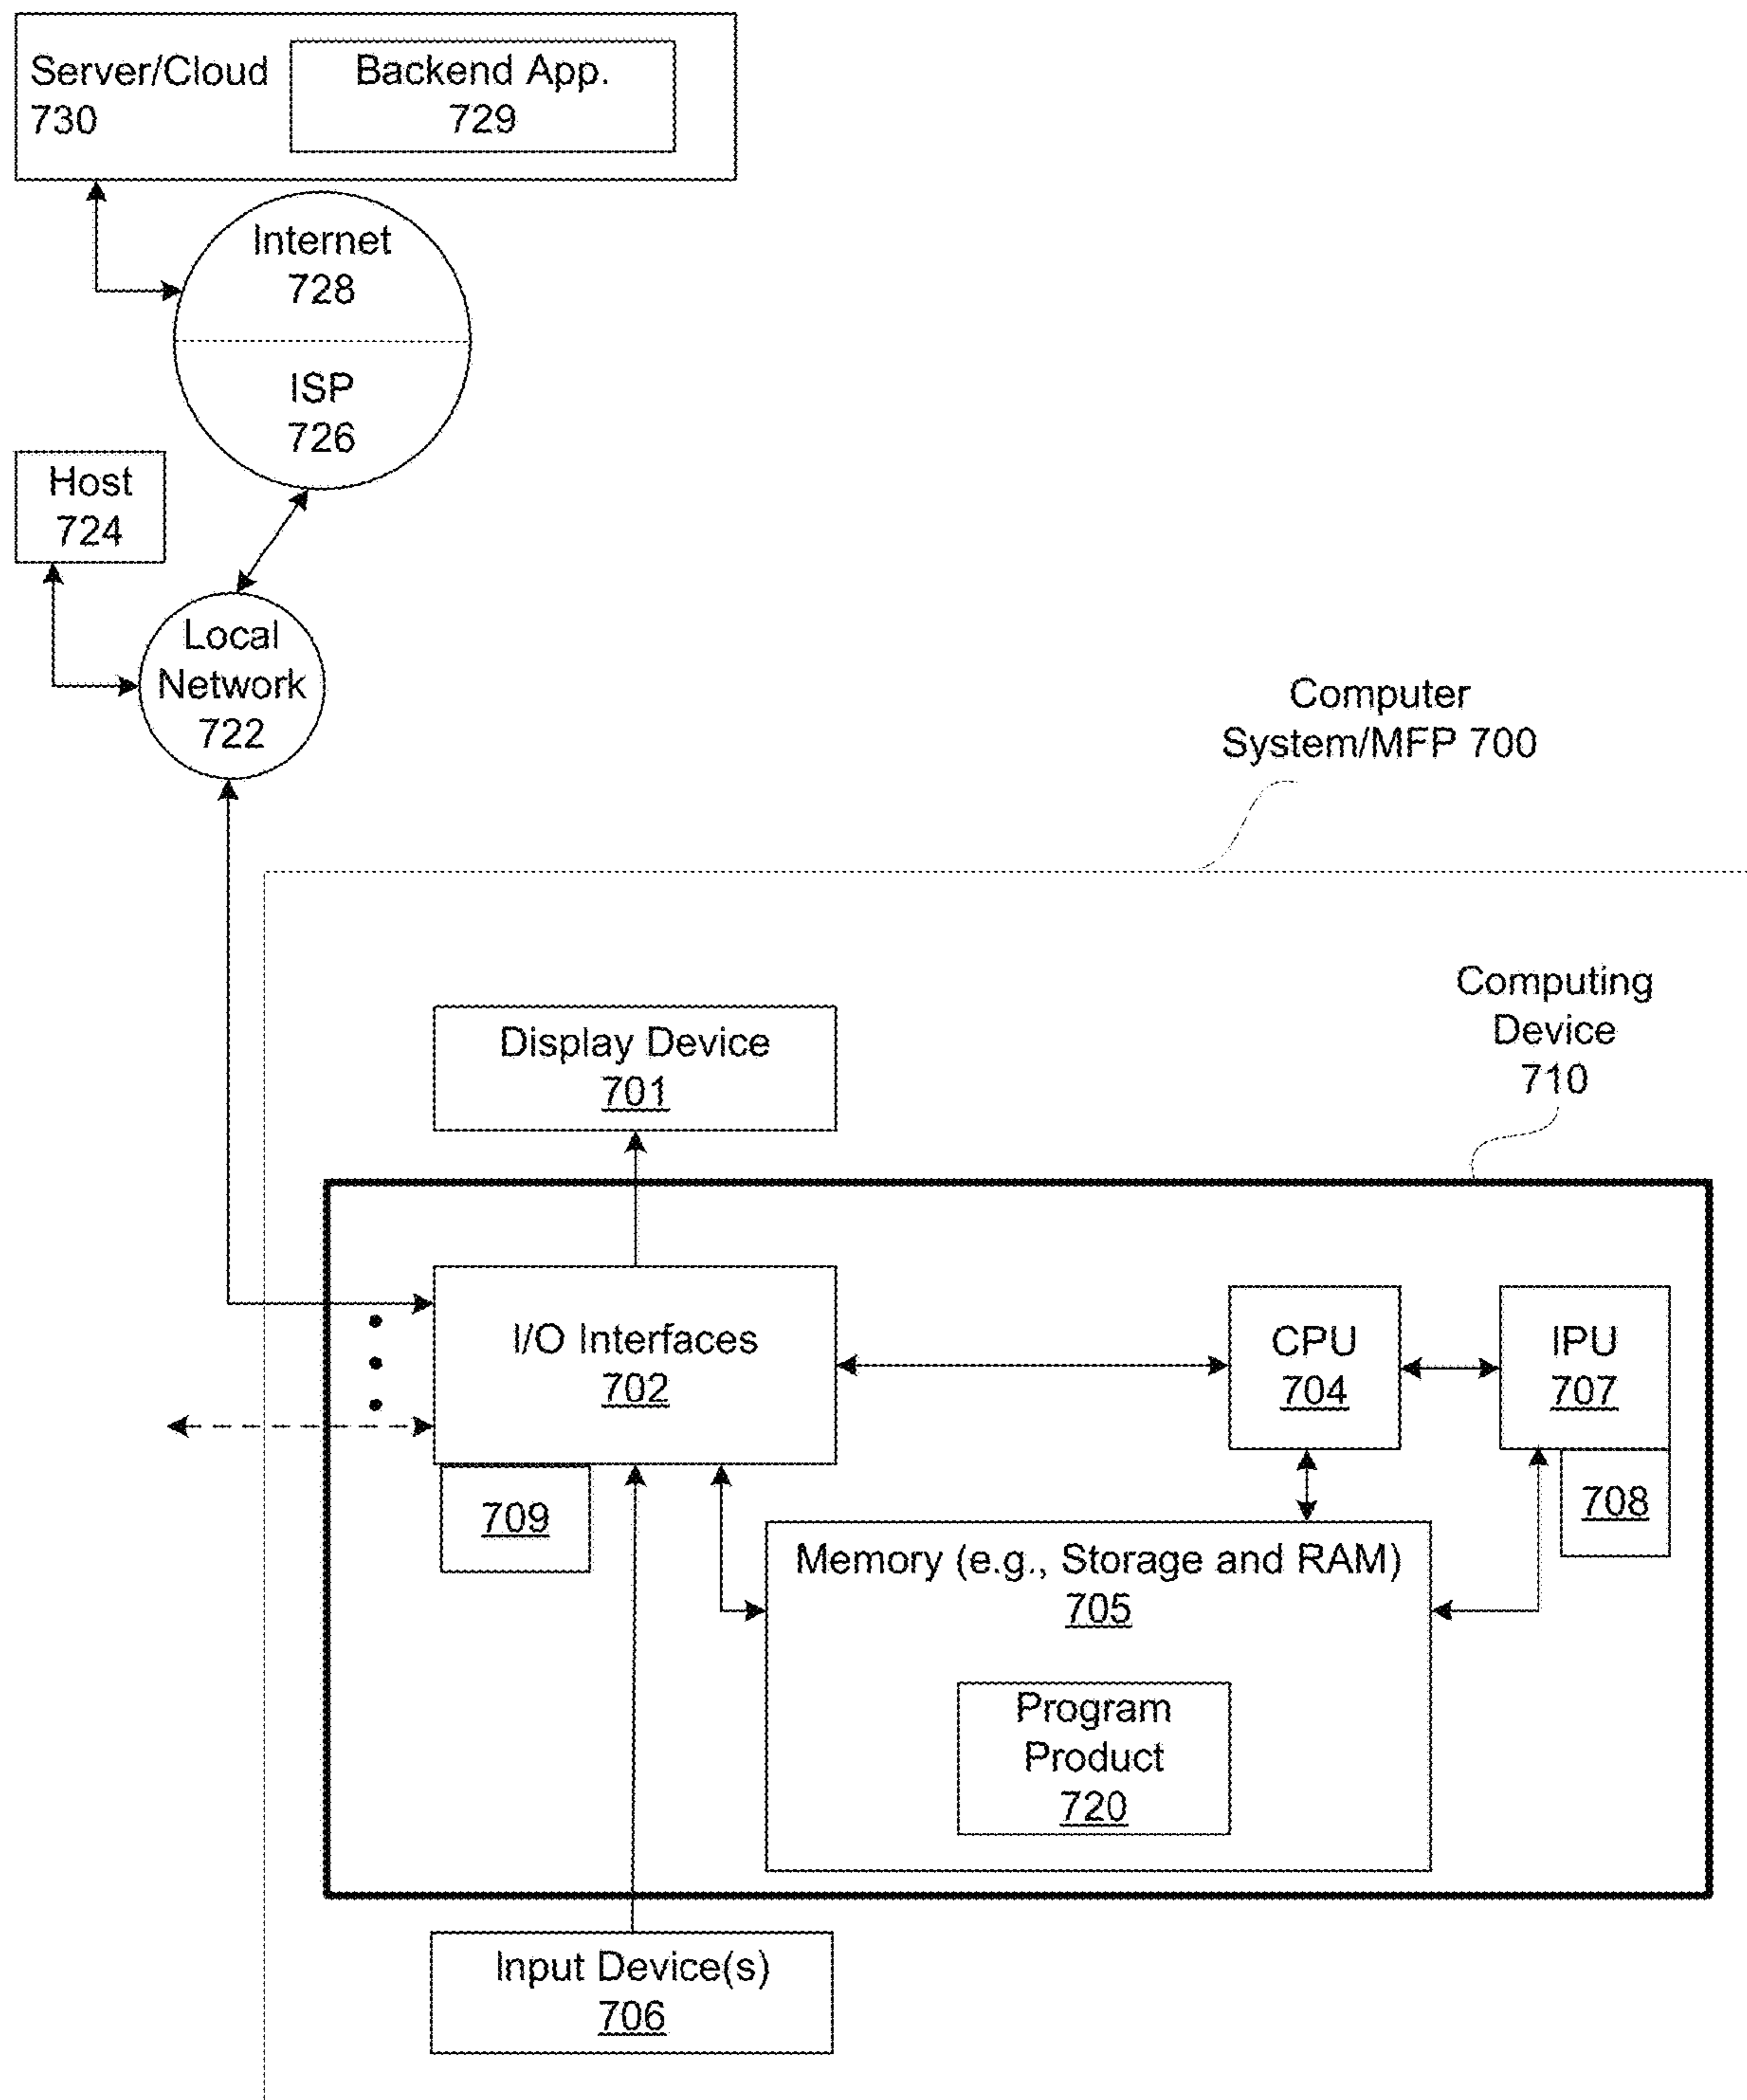 Server/Cloud
730
Backend App.
729
Internet
728
ISP
726
Host
724
Local
Network
722
Computer
System/MFP 700
Computing
Device
710
Display Device
701
I/O Interfaces
702
CPU
704
IPU
707
709
708
Memory (e.g., Storage and RAM)
705
Program
Product
720
Input Device(s)
706